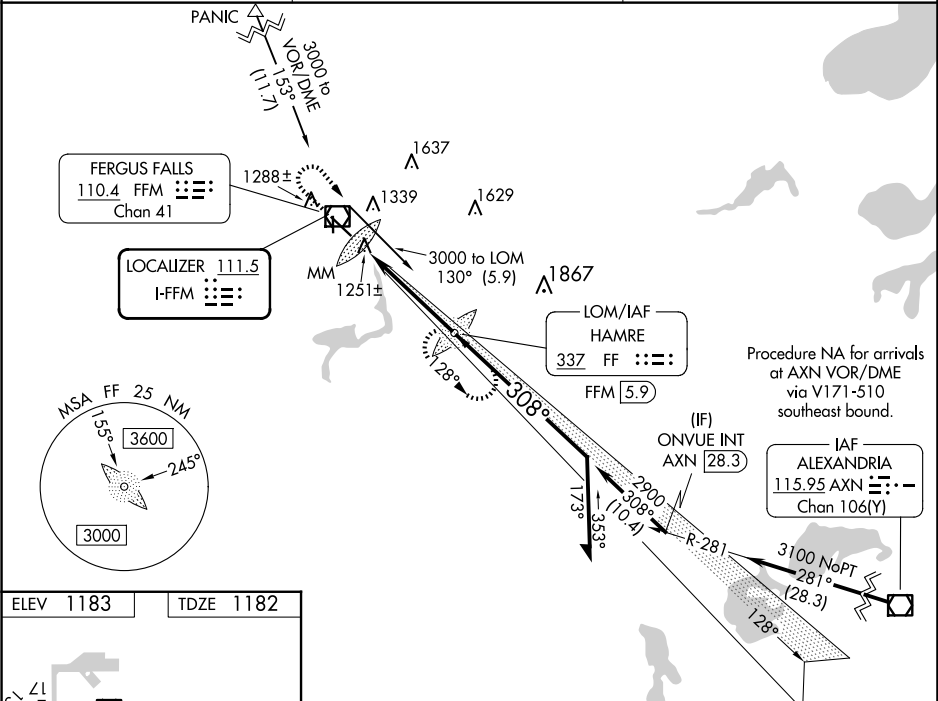 PANIC
3000 to
VOR/DME
153°
(11.7)
FERGUS FALLS
110.4 FFM
Chan 41
1288±
1637
1339
1629
LOCALIZER 111.5
I-FFM
MM
1251±
3000 to LOM
130° (5.9)
1867
LOM/IAF
HAMRE
337 FF
FFM 5.9
128°
308°
Procedure NA for arrivals
at AXN VOR/DME
via V171-510
southeast bound.
(IF)
ONVUE INT
AXN 28.3
IAF
ALEXANDRIA
115.95 AXN
Chan 106(Y)
MSA FF 25 NM
155°
3600
245°
3000
173°
353°
2900
308°
(10.4)
R-281
3100 NoPT
281°
(28.3)
128°
ELEV 1183
TDZE 1182
17